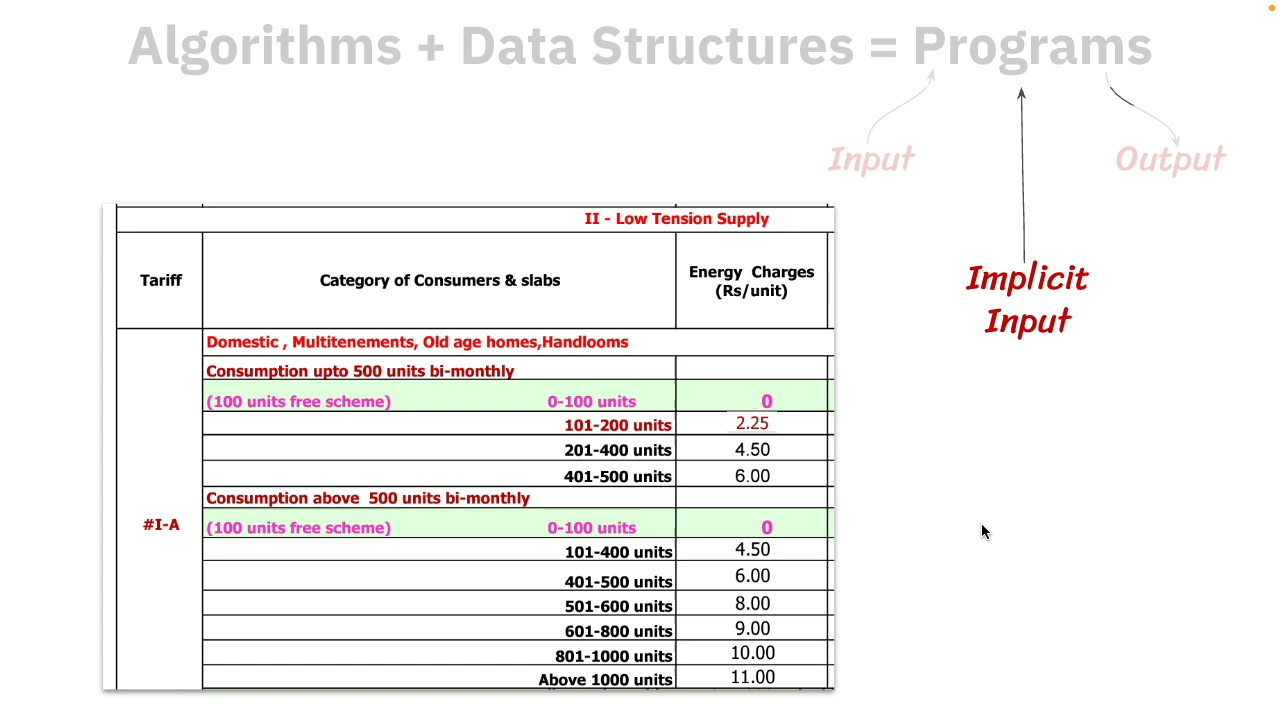 Algorithms + Data Structures = Programs
Input
Output
Implicit
Input
II - Low Tension Supply
Tariff
Category of Consumers & slabs
Energy Charges
(Rs/unit)
Domestic , Multitenements, Old age homes,Handlooms
Consumption upto 500 units bi-monthly
(100 units free scheme) 0-100 units 0
101-200 units 2.25
201-400 units 4.50
401-500 units 6.00
Consumption above 500 units bi-monthly
#I-A
(100 units free scheme) 0-100 units 0
101-400 units 4.50
401-500 units 6.00
501-600 units 8.00
601-800 units 9.00
801-1000 units 10.00
Above 1000 units 11.00